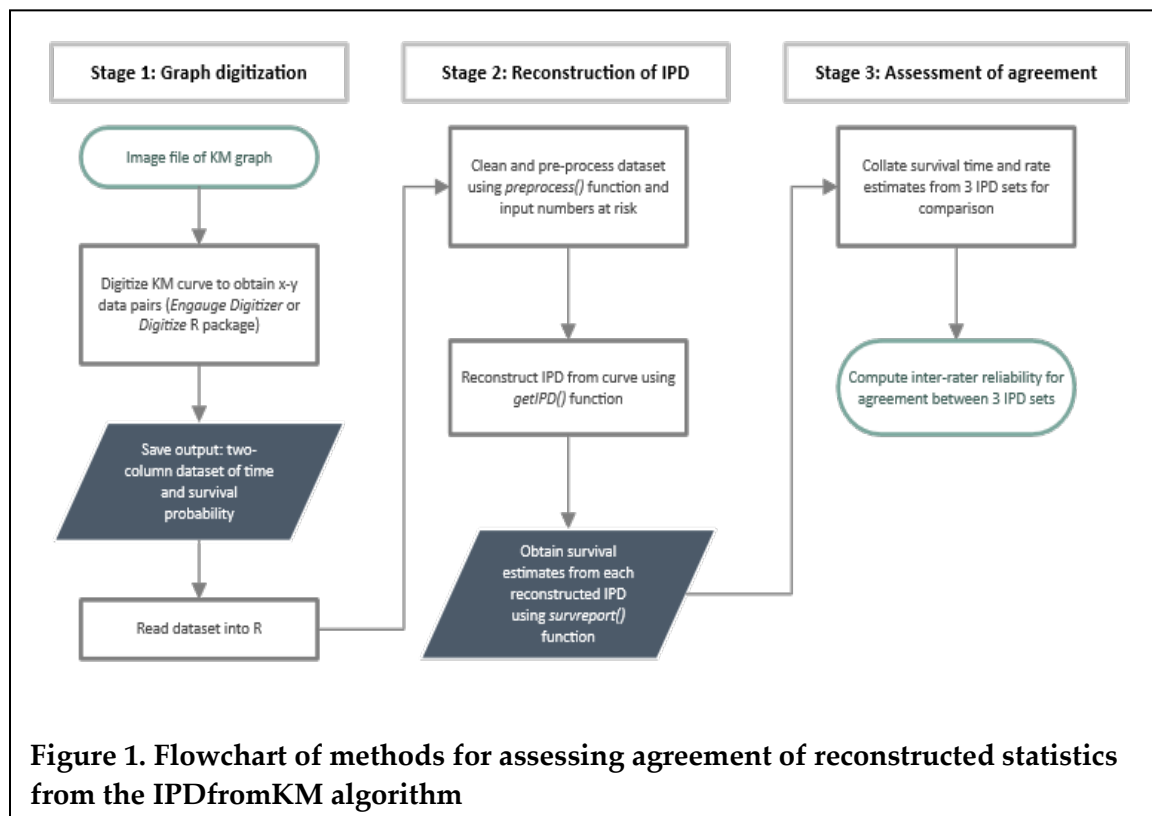 Stage 1: Graph digitization
Image file of KM graph
Digitize KM curve to obtain x-y
data pairs (Engauge Digitizer or
Digitize R package)
Save output: two-
column dataset of time
and survival
probability
Read dataset into R
Stage 2: Reconstruction of IPD
Clean and pre-process dataset
using preprocess() function and
input numbers at risk
Reconstruct IPD from curve using
getIPD() function
Obtain survival
estimates from each
reconstructed IPD
using survreport()
function
Stage 3: Assessment of agreement
Collate survival time and rate
estimates from 3 IPD sets for
comparison
Compute inter-rater reliability for
agreement between 3 IPD sets
Figure 1. Flowchart of methods for assessing agreement of reconstructed statistics
from the IPDfromKM algorithm